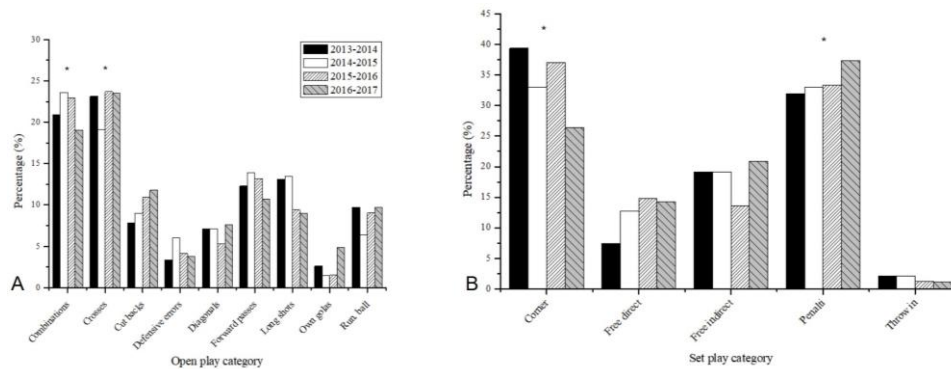 30
25
20
15
10
5
0
Percentage (%)
* *
2013-2014
2014-2015
2015-2016
2016-2017
Combinations
Crosses
Cut backs
Defensive errors
Diagonals
Forward passes
Long shots
Own golas
Run. ball
Open play category
A
45
40
35
30
25
20
15
10
5
0
Percentage (%)
* *
Corner
Free direct
Free indirect
Penalti
Throw in
Set play category
B